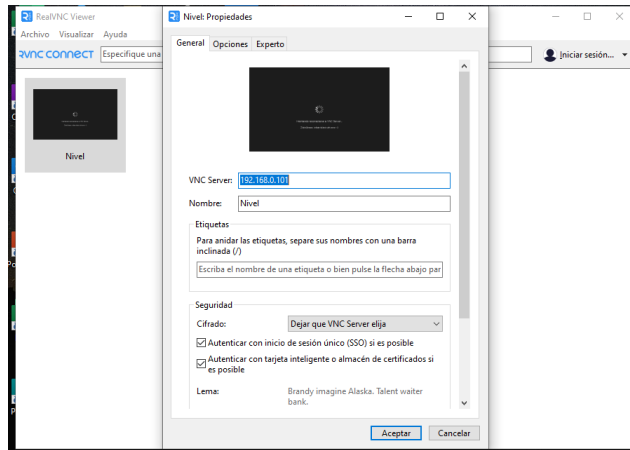 RealVNC Viewer
Archivo Visualizar Ayuda
RVNC CONNECT
Especifique una
Iniciar sesión...
Nivel
Nivel: Propiedades
General Opciones Experto
VNC Server: 192.168.0.101
Nombre: Nivel
Etiquetas
Para anidar las etiquetas, separe sus nombres con una barra
inclinada (/)
Escriba el nombre de una etiqueta o bien pulse la flecha abajo par
Seguridad
Cifrado: Dejar que VNC Server elija
Autenticar con inicio de sesión único (SSO) si es posible
Autenticar con tarjeta inteligente o almacén de certificados si
es posible
Lema: Brandy imagine Alaska. Talent waiter
bank.
Aceptar Cancelar